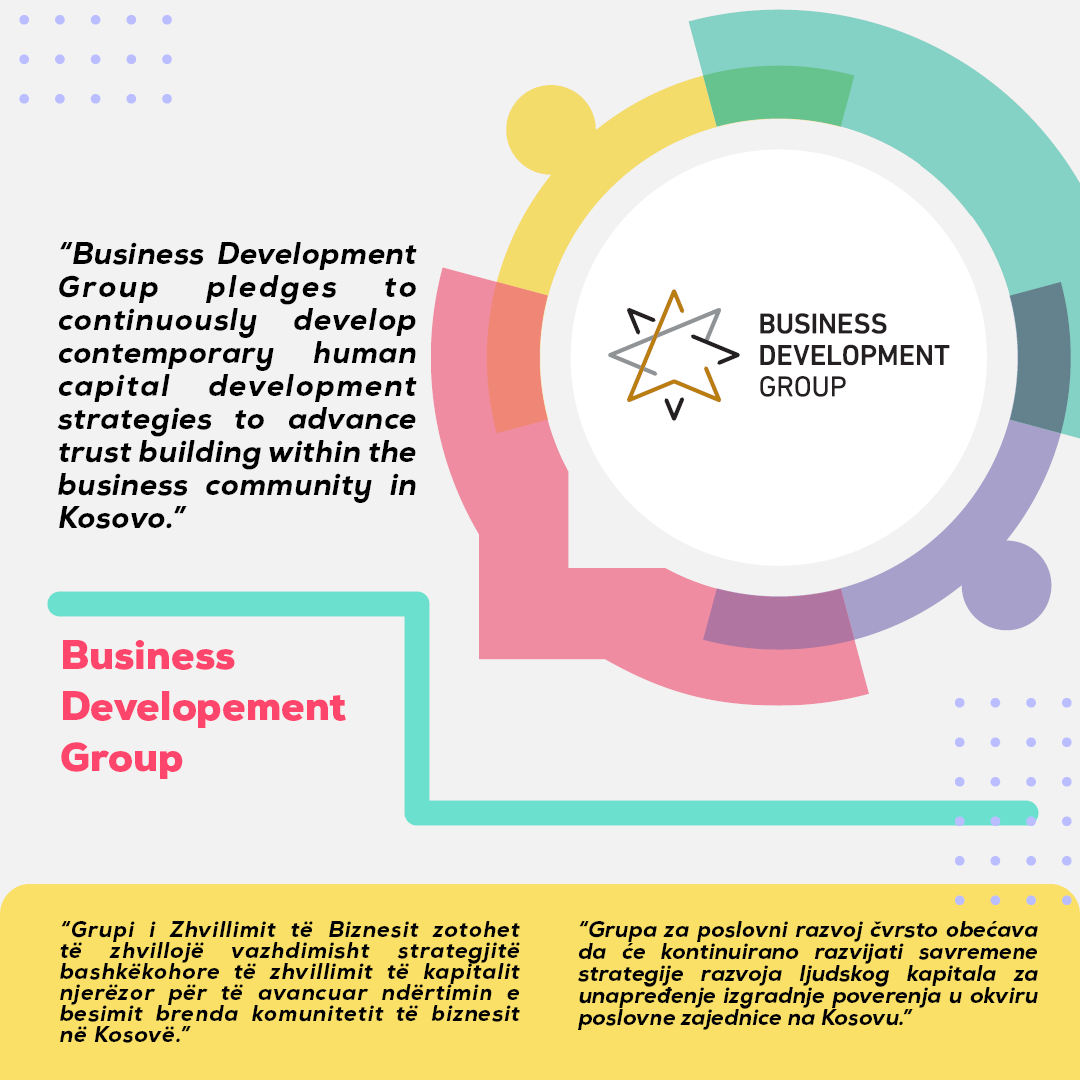 “Business Development
Group pledges to
continuously develop
contemporary human
capital development
strategies to advance
trust building within the
business community in
Kosovo.”
BUSINESS
DEVELOPMENT
GROUP
Business
Developement
Group
“Grupi i Zhvillimit të Biznesit zotohet
të zhvillojë vazhdimisht strategjitë
bashkëkohore të zhvillimit të kapitalit
njerëzor për të avancuar ndërtimin e
besimit brenda komunitetit të biznesit
në Kosovë.”
“Grupa za poslovni razvoj čvrsto obećava
da će kontinuirano razvijati savremene
strategije razvoja ljudskog kapitala za
unapređenje izgradnje poverenja u okviru
poslovne zajednice na Kosovu.”